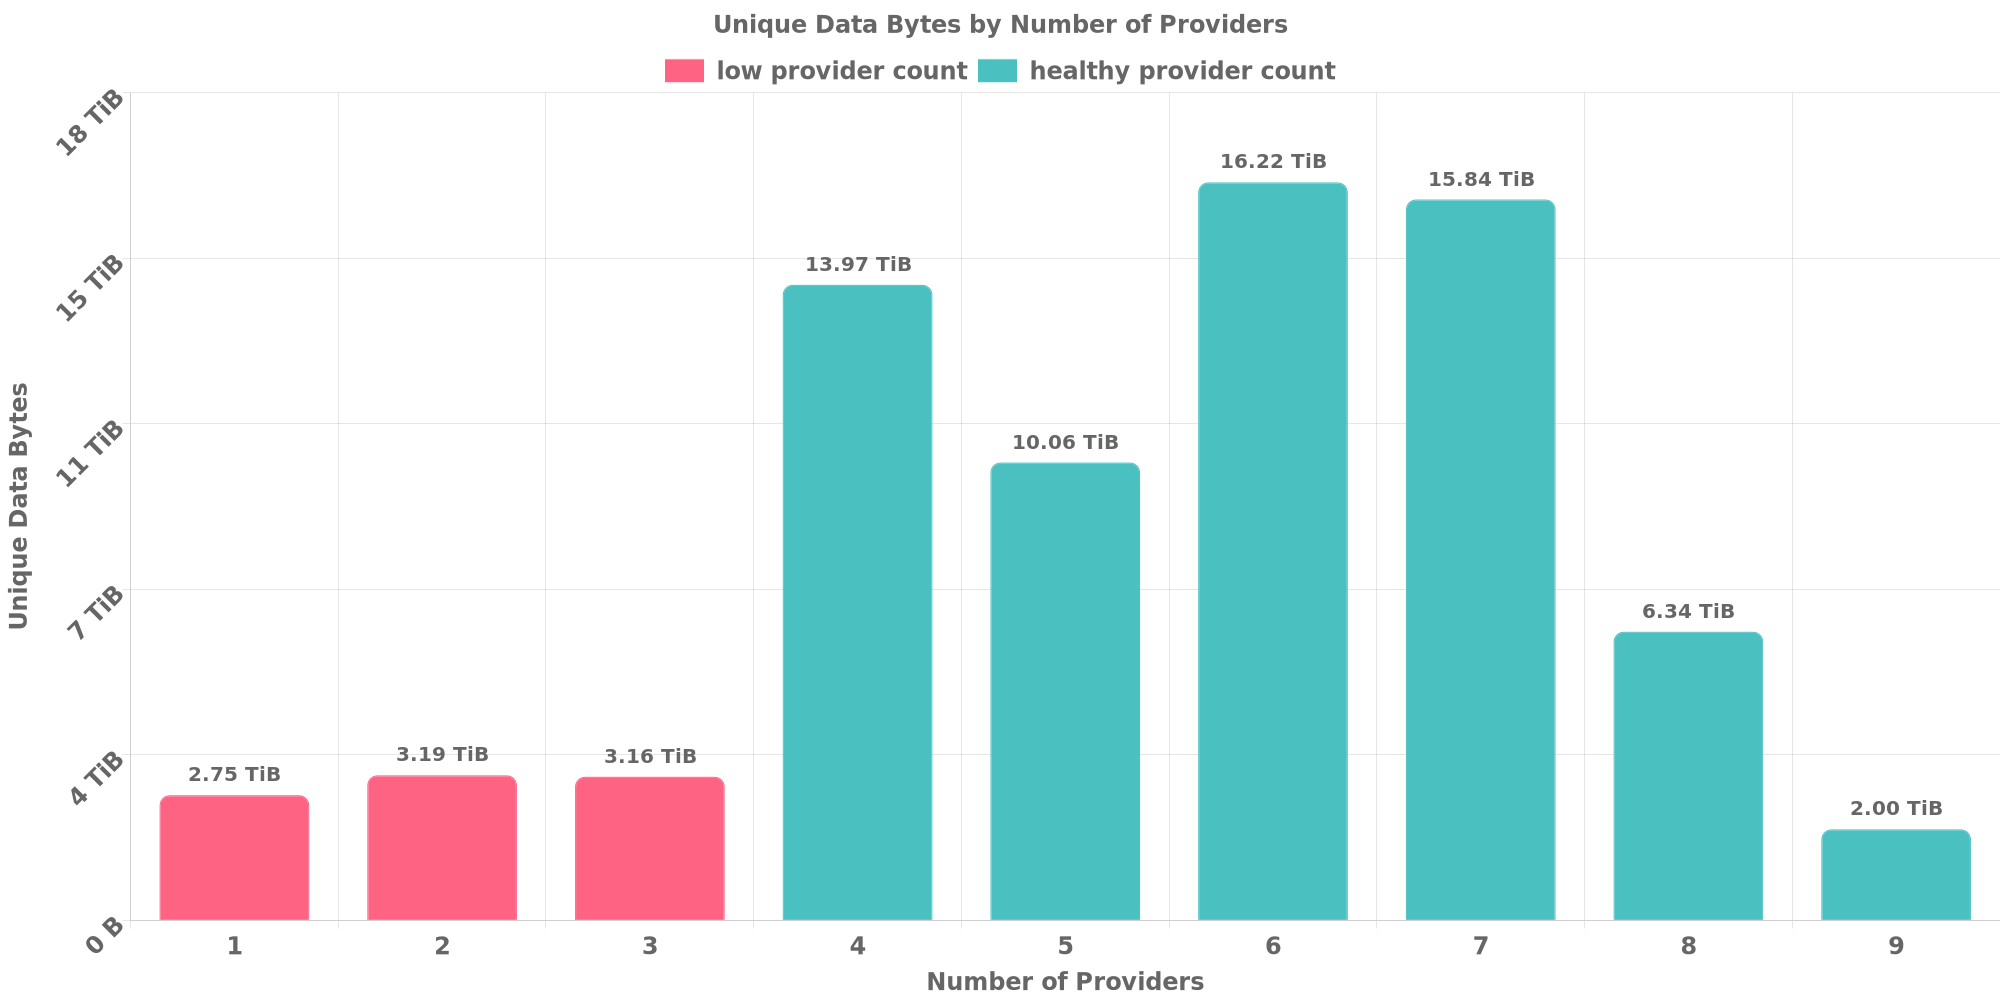 Unique Data Bytes by Number of Providers
low provider count healthy provider count
18 TiB
15 TiB
11 TiB
7 TiB
4 TiB
0 B
Unique Data Bytes
2.75 TiB
3.19 TiB
3.16 TiB
13.97 TiB
10.06 TiB
16.22 TiB
15.84 TiB
6.34 TiB
2.00 TiB
1 2 3 4 5 6 7 8 9
Number of Providers